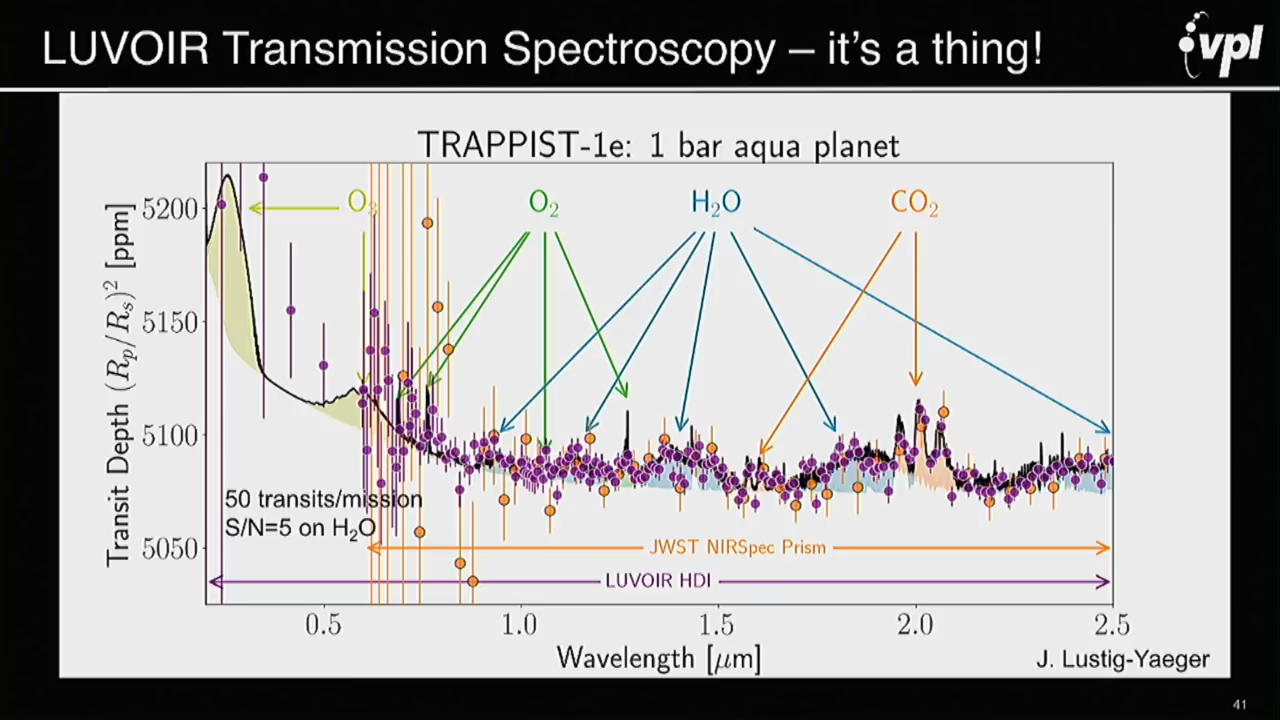 LUVOIR Transmission Spectroscopy – it's a thing!
vpl
TRAPPIST-1e: 1 bar aqua planet
O₃
O₂
H₂O
CO₂
Transit Depth (Rₚ/Rₛ)² [ppm]
5200
5150
5100
5050
50 transits/mission
S/N=5 on H₂O
JWST NIRSpec Prism
LUVOIR HDI
0.5
1.0
1.5
2.0
2.5
Wavelength [μm]
J. Lustig-Yaeger
41